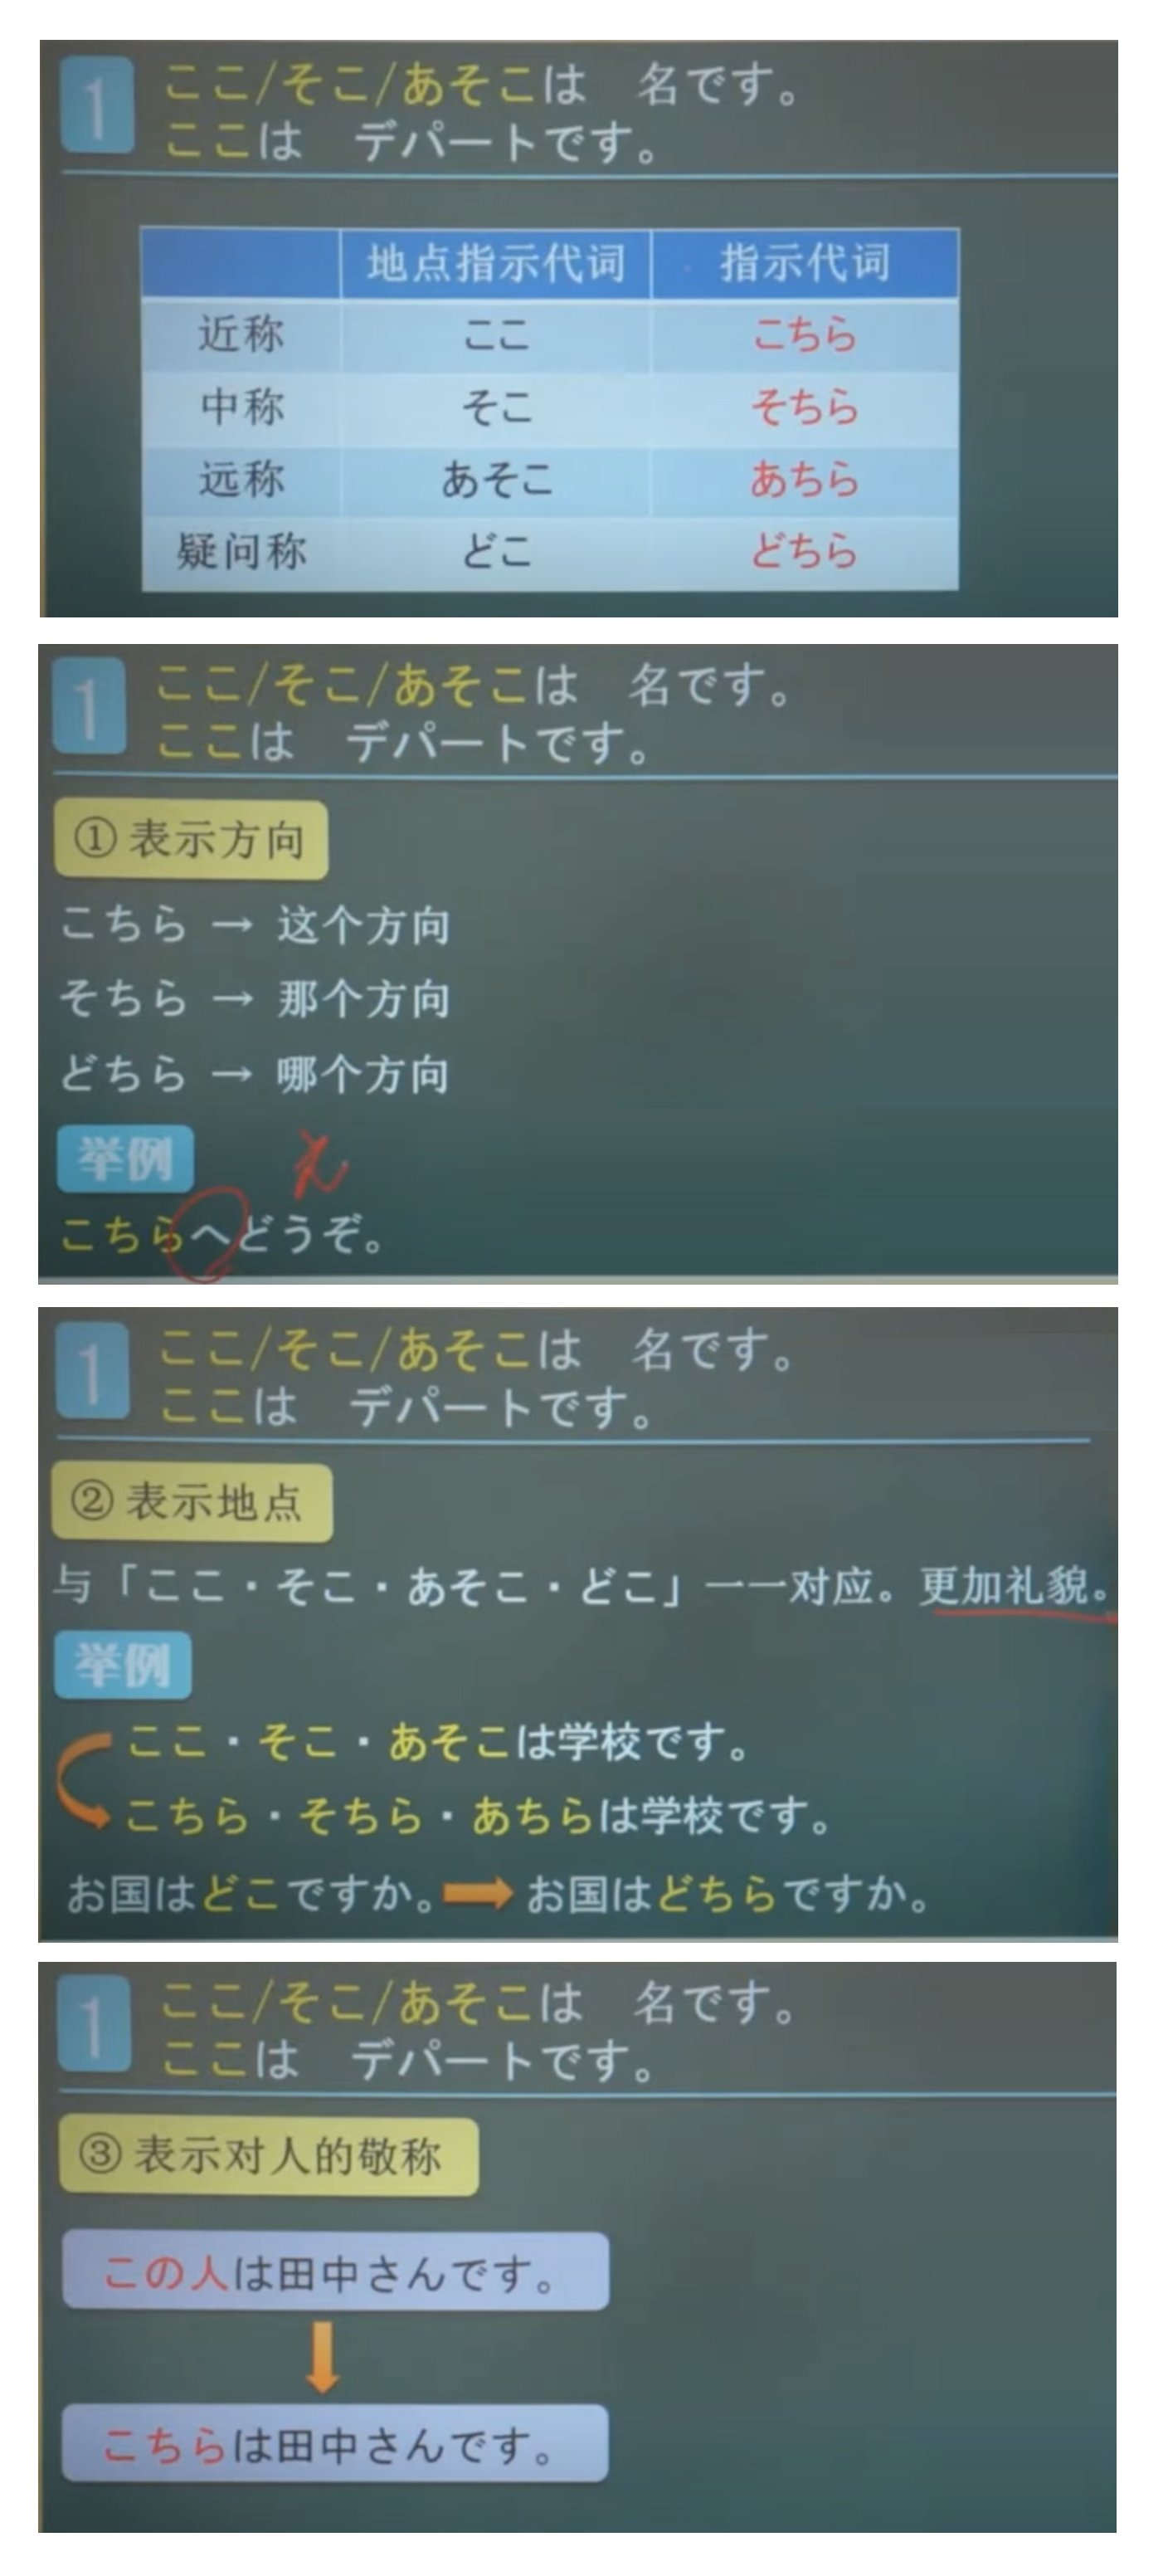 1
ここ/そこ/あそこは　名です。
ここは　デパートです。
地点指示代词 指示代词
近称 ここ こちら
中称 そこ そちら
远称 あそこ あちら
疑问称 どこ どちら
1
ここ/そこ/あそこは　名です。
ここは　デパートです。
① 表示方向
こちら → 这个方向
そちら → 那个方向
どちら → 哪个方向
举例
え
こちらへどうぞ。
1
ここ/そこ/あそこは　名です。
ここは　デパートです。
② 表示地点
与「ここ・そこ・あそこ・どこ」一一对应。更加礼貌。
举例
ここ・そこ・あそこは学校です。
こちら・そちら・あちらは学校です。
お国はどこですか。 お国はどちらですか。
1
ここ/そこ/あそこは　名です。
ここは　デパートです。
③ 表示对人的敬称
この人は田中さんです。
こちらは田中さんです。